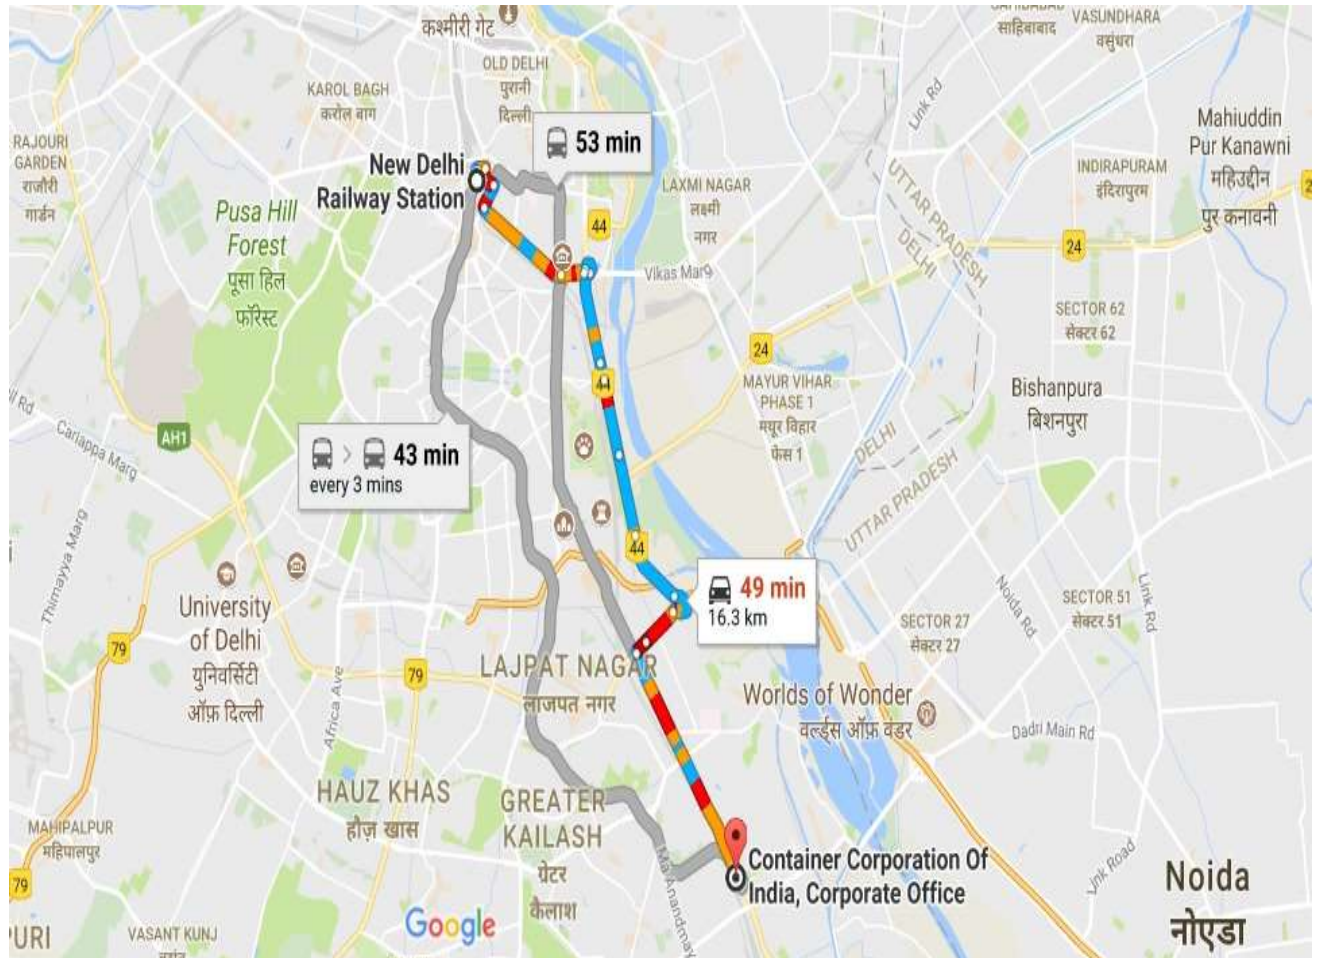 कश्मीरी गेट
साहिबाबाद
VASUNDHARA
वसुंधरा
OLD DELHI
पुरानी
दिल्ली
KAROL BAGH
करोल बाग
Link Rd
Mahiuddin
Pur Kanawni
महिउद्दीन
पुर कनावनी
RAJOURI
GARDEN
राजौरी
गार्डन
53 min
New Delhi
Railway Station
INDIRAPURAM
इंदिरापुरम
LAXMI NAGAR
लक्ष्मी
नगर
UTTAR PRADESH
DELHI
Pusa Hill
Forest
पूसा हिल
फॉरेस्ट
44
24
Vikas Marg
SECTOR 62
सेक्टर 62
24
44
MAYUR VIHAR
PHASE 1
मयूर विहार
फेस 1
Bishanpura
बिशनपुरा
Cariappa Marg
AH1
43 min
every 3 mins
DELHI
UTTAR PRADESH
Thimayya Marg
44
49 min
16.3 km
University
of Delhi
युनिवर्सिटी
ऑफ़ दिल्ली
Noida Rd
SECTOR 51
सेक्टर 51
Link Rd
SECTOR 27
सेक्टर 27
79
79
LAJPAT NAGAR
लाजपत नगर
Africa Ave
Worlds of Wonder
वर्ल्ड्स ऑफ़ वंडर
Dadri Main Rd
HAUZ KHAS
हौज़ खास
GREATER
KAILASH
ग्रेटर
कैलाश
MAHIPALPUR
महिपालपुर
79
Container Corporation Of
India, Corporate Office
Link Road
Noida
नोएडा
Google
VASANT KUNJ
PURI